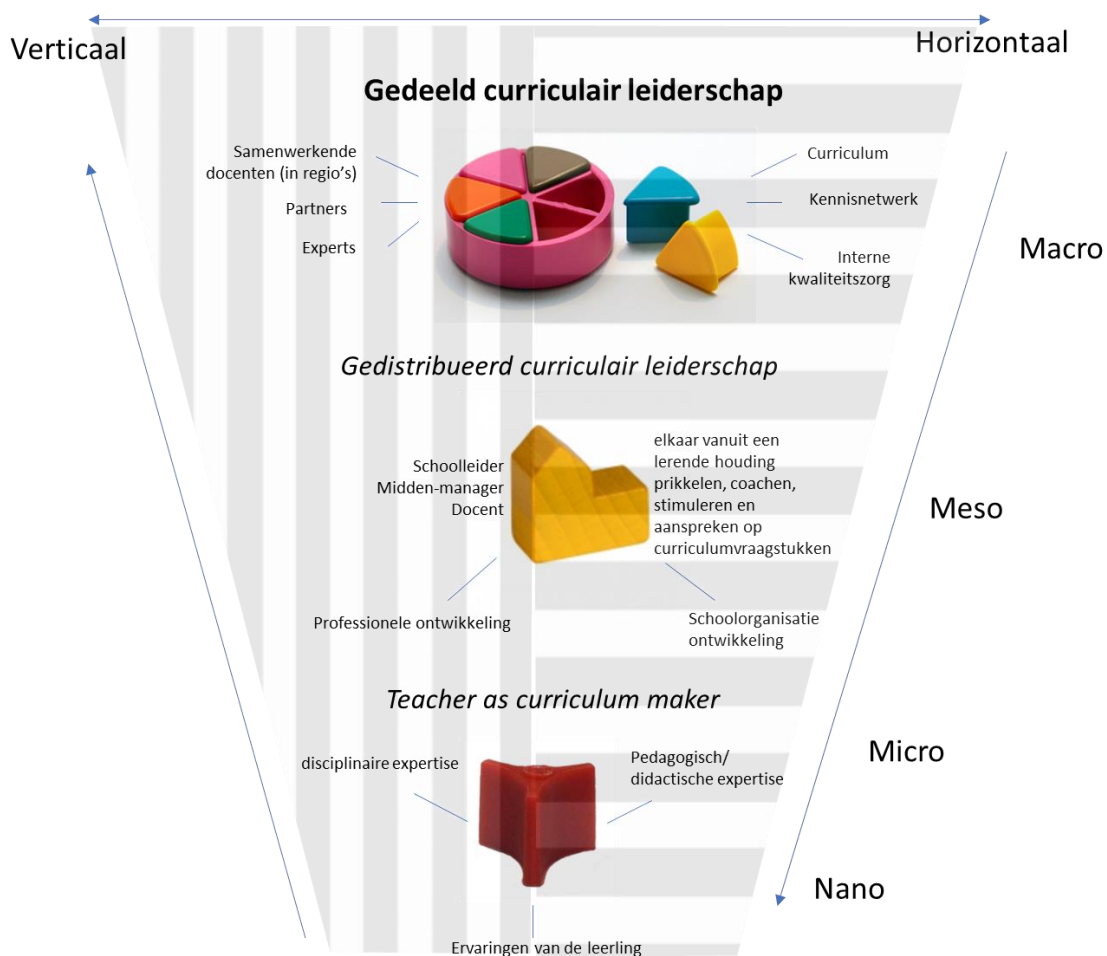 Verticaal
Horizontaal
Gedeeld curriculair leiderschap
Samenwerkende
docenten (in regio's)
Partners
Experts
Curriculum
Kennisnetwerk
Interne
kwaliteitszorg
Macro
Gedistribueerd curriculair leiderschap
Schoolleider
Midden-manager
Docent
elkaar vanuit een
lerende houding
prikkelen, coachen,
stimuleren en
aanspreken op
curriculumvraagstukken
Meso
Professionele ontwikkeling
Schoolorganisatie
ontwikkeling
Teacher as curriculum maker
Micro
disciplinaire expertise
Pedagogisch/
didactische expertise
Nano
Ervaringen van de leerling